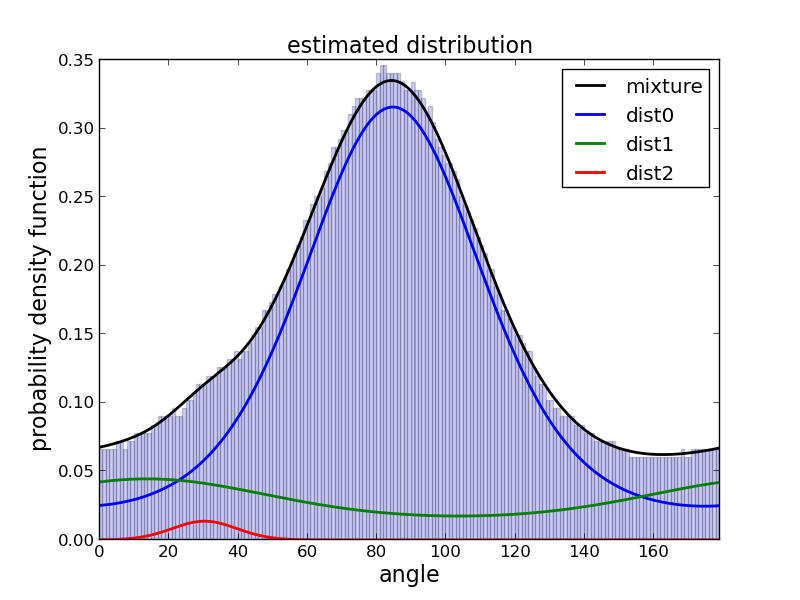 estimated distribution
probability density function
0.35
0.30
0.25
0.20
0.15
0.10
0.05
0.00
mixture
dist0
dist1
dist2
0 20 40 60 80 100 120 140 160
angle